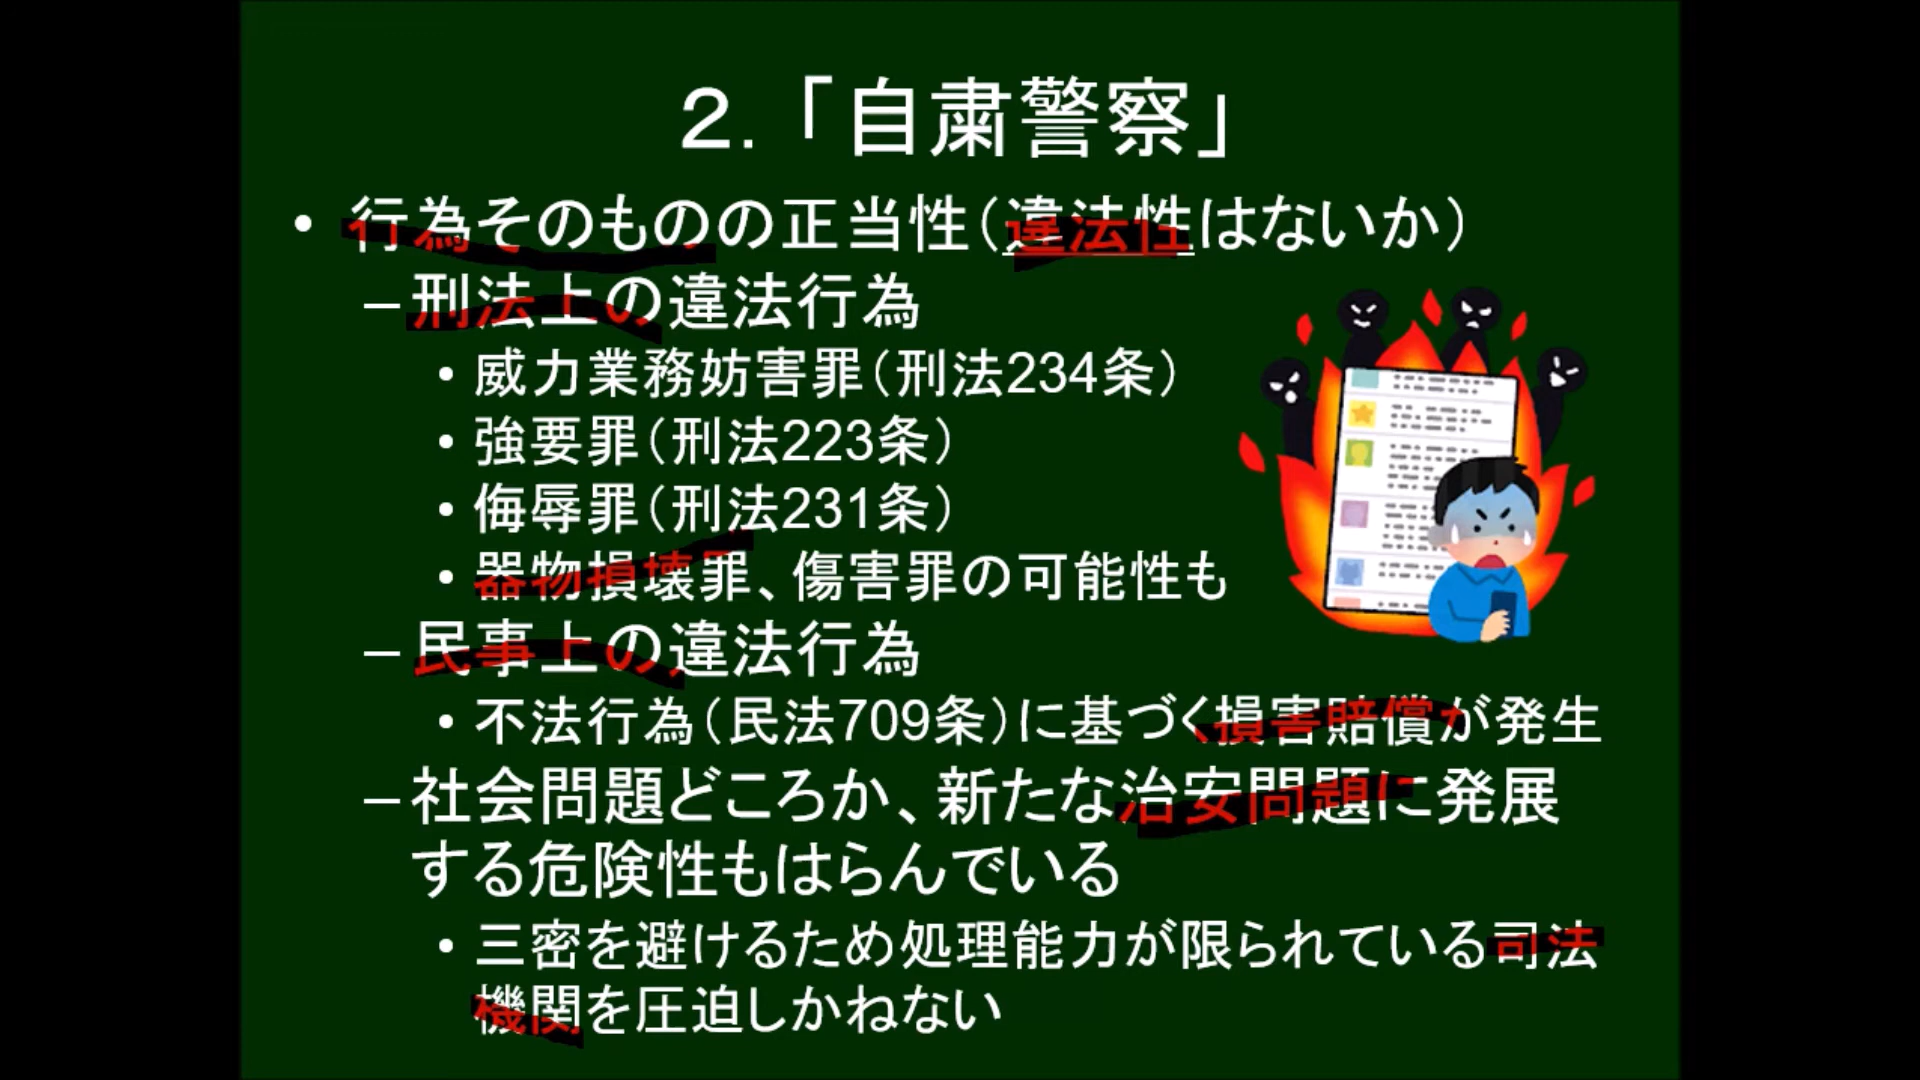 ２．「自粛警察」
• 行為そのものの正当性（違法性はないか）
– 刑法上の違法行為
• 威力業務妨害罪（刑法234条）
• 強要罪（刑法223条）
• 侮辱罪（刑法231条）
• 器物損壊罪、傷害罪の可能性も
– 民事上の違法行為
• 不法行為（民法709条）に基づく損害賠償が発生
– 社会問題どころか、新たな治安問題に発展
する危険性もはらんでいる
• 三密を避けるため処理能力が限られている司法
機関を圧迫しかねない